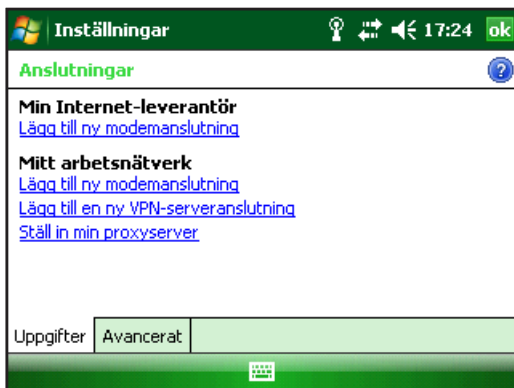 Inställningar 17:24 ok
Anslutningar ?
Min Internet-leverantör
Lägg till ny modemanslutning
Mitt arbetsnätverk
Lägg till ny modemanslutning
Lägg till en ny VPN-serveranslutning
Ställ in min proxyserver
Uppgifter Avancerat